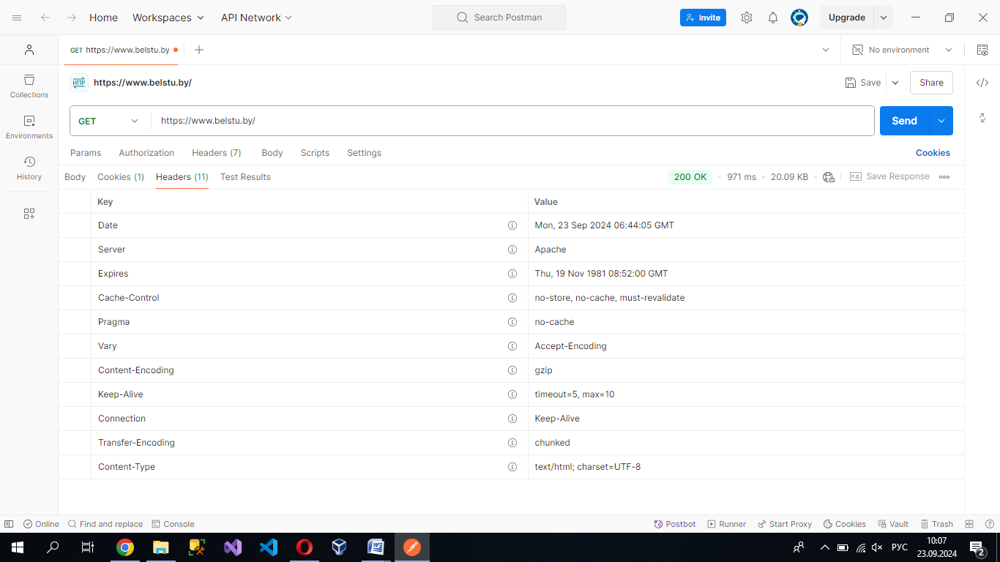 Home Workspaces API Network Search Postman Invite Upgrade
GET https://www.belstu.by No environment
HTTP https://www.belstu.by/ Save Share
GET https://www.belstu.by/ Send
Collections
Environments
History
Params Authorization Headers (7) Body Scripts Settings Cookies
Body Cookies (1) Headers (11) Test Results 200 OK 971 ms 20.09 KB e.g. Save Response
Key Value
Date Mon, 23 Sep 2024 06:44:05 GMT
Server Apache
Expires Thu, 19 Nov 1981 08:52:00 GMT
Cache-Control no-store, no-cache, must-revalidate
Pragma no-cache
Vary Accept-Encoding
Content-Encoding gzip
Keep-Alive timeout=5, max=10
Connection Keep-Alive
Transfer-Encoding chunked
Content-Type text/html; charset=UTF-8
Online Find and replace Console Postbot Runner Start Proxy Cookies Vault Trash
РУС 10:07
23.09.2024 2